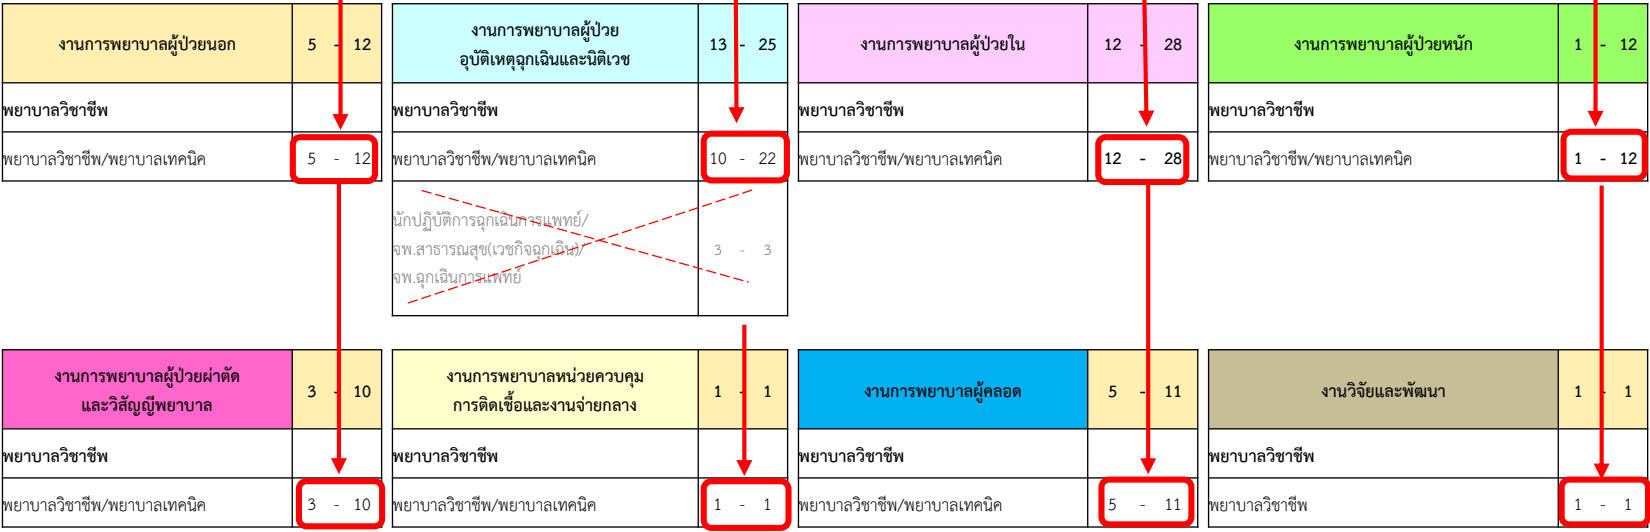 งานการพยาบาลผู้ป่วยนอก 5 - 12
พยาบาลวิชาชีพ
พยาบาลวิชาชีพ/พยาบาลเทคนิค 5 - 12
งานการพยาบาลผู้ป่วย
อุบัติเหตุฉุกเฉินและนิติเวช 13 - 25
พยาบาลวิชาชีพ
พยาบาลวิชาชีพ/พยาบาลเทคนิค 10 - 22
นักปฏิบัติการฉุกเฉินการแพทย์/
จพ.สาธารณสุข(เวชกิจฉุกเฉิน)/ 3 - 3
จพ.ฉุกเฉินการแพทย์
งานการพยาบาลผู้ป่วยใน 12 - 28
พยาบาลวิชาชีพ
พยาบาลวิชาชีพ/พยาบาลเทคนิค 12 - 28
งานการพยาบาลผู้ป่วยหนัก 1 - 12
พยาบาลวิชาชีพ
พยาบาลวิชาชีพ/พยาบาลเทคนิค 1 - 12
งานการพยาบาลผู้ป่วยผ่าตัด
และวิสัญญีพยาบาล 3 - 10
พยาบาลวิชาชีพ
พยาบาลวิชาชีพ/พยาบาลเทคนิค 3 - 10
งานการพยาบาลหน่วยควบคุม
การติดเชื้อและงานจ่ายกลาง 1 - 1
พยาบาลวิชาชีพ
พยาบาลวิชาชีพ/พยาบาลเทคนิค 1 - 1
งานการพยาบาลผู้คลอด 5 - 11
พยาบาลวิชาชีพ
พยาบาลวิชาชีพ/พยาบาลเทคนิค 5 - 11
งานวิจัยและพัฒนา 1 - 1
พยาบาลวิชาชีพ
พยาบาลวิชาชีพ 1 - 1